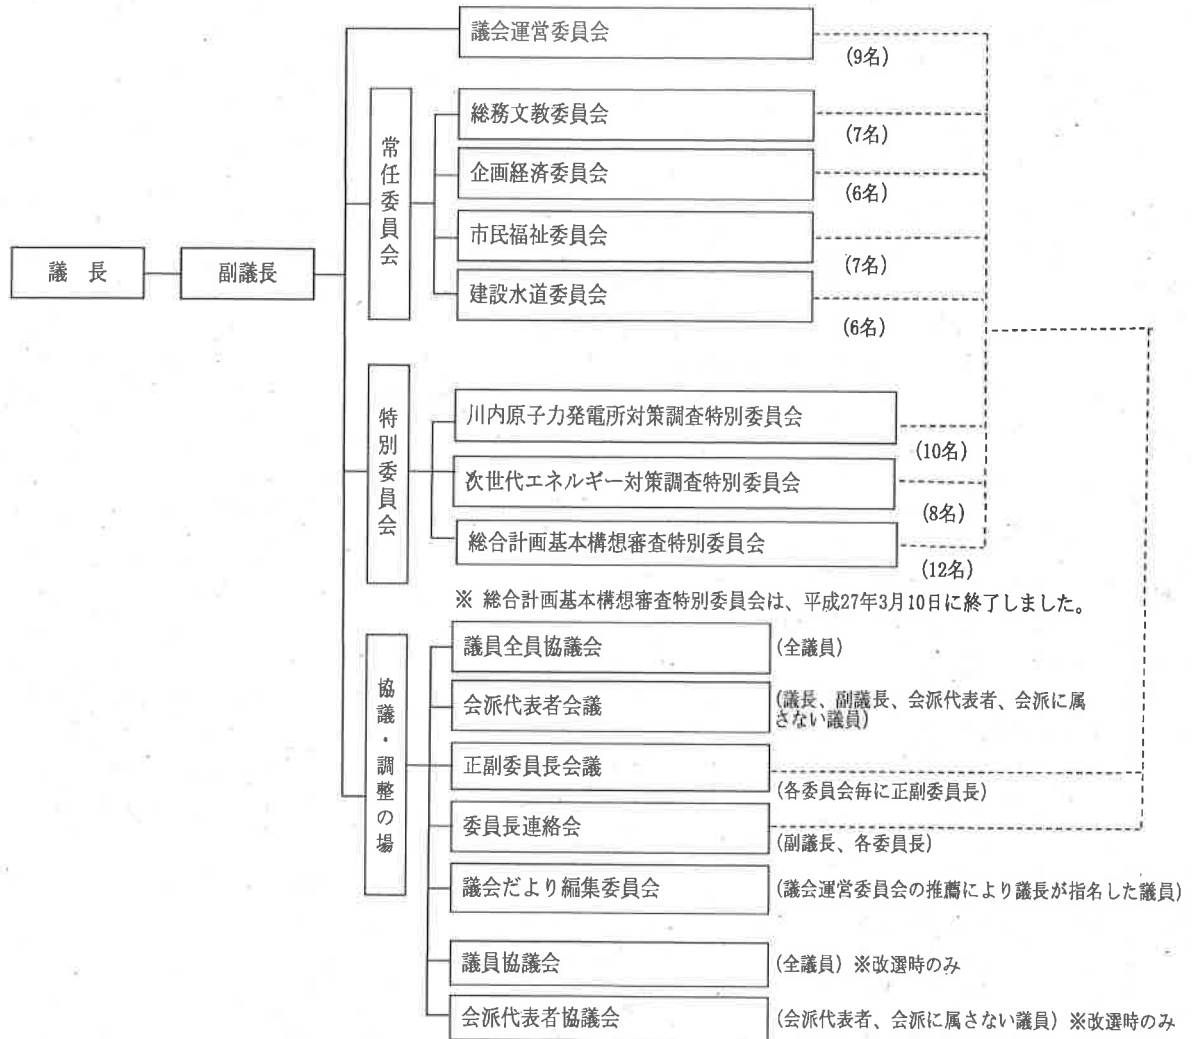 議会運営委員会
(9名)
常任委員会
総務文教委員会
(7名)
企画経済委員会
(6名)
市民福祉委員会
(7名)
建設水道委員会
(6名)
議 長
副議長
特別委員会
川内原子力発電所対策調査特別委員会
(10名)
次世代エネルギー対策調査特別委員会
(8名)
総合計画基本構想審査特別委員会
(12名)
※ 総合計画基本構想審査特別委員会は、平成27年3月10日に終了しました。
協議・調整の場
議員全員協議会
(全議員)
会派代表者会議
(議長、副議長、会派代表者、会派に属
さない議員)
正副委員長会議
(各委員会毎に正副委員長)
委員長連絡会
(副議長、各委員長)
議会だより編集委員会
(議会運営委員会の推薦により議長が指名した議員)
議員協議会
(全議員) ※改選時のみ
会派代表者協議会
(会派代表者、会派に属さない議員) ※改選時のみ